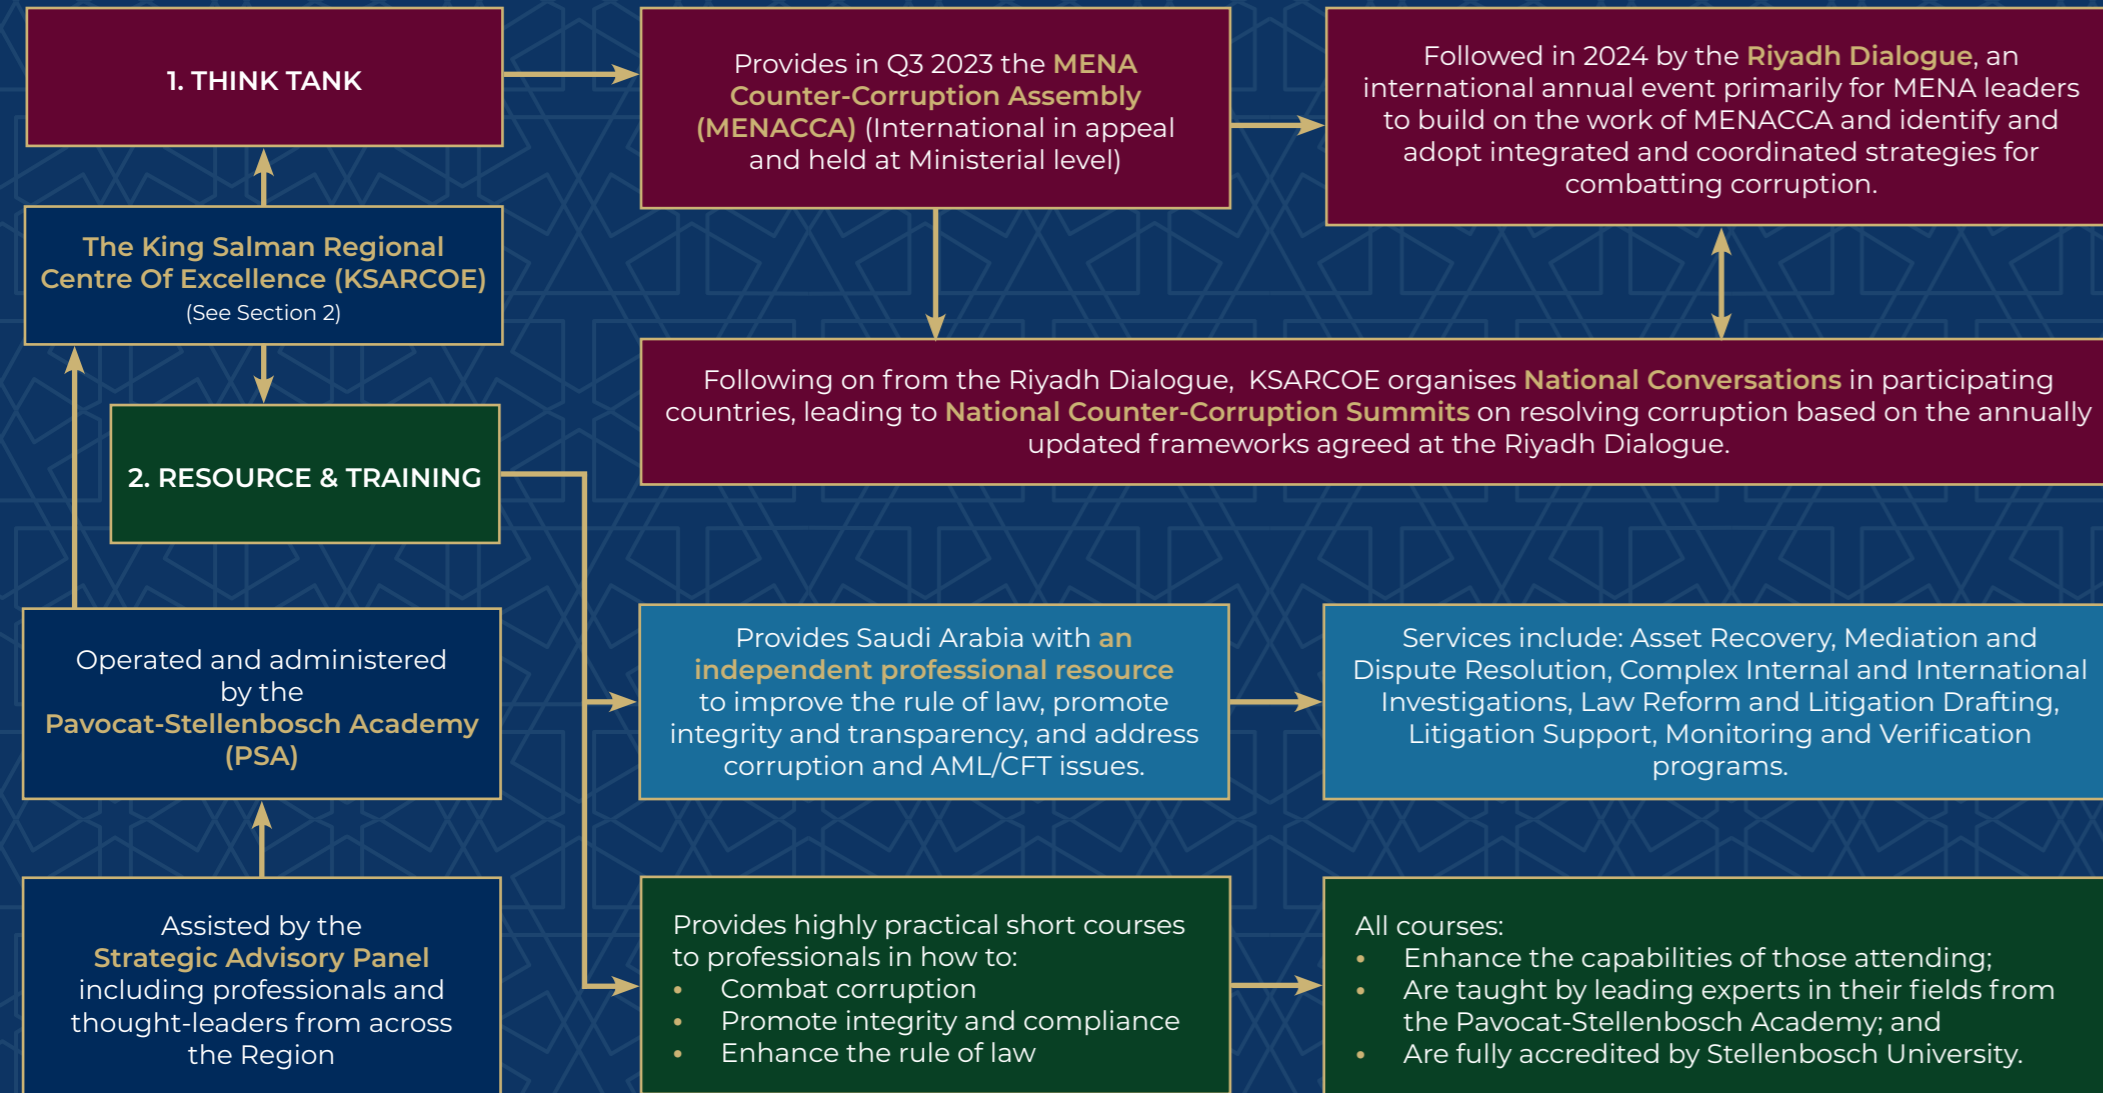 1. THINK TANK
Provides in Q3 2023 the MENA
Counter-Corruption Assembly
(MENACCA) (International in appeal
and held at Ministerial level)
Followed in 2024 by the Riyadh Dialogue, an
international annual event primarily for MENA leaders
to build on the work of MENACCA and identify and
adopt integrated and coordinated strategies for
combatting corruption.
The King Salman Regional
Centre Of Excellence (KSARCOE)
(See Section 2)
Following on from the Riyadh Dialogue, KSARCOE organises National Conversations in participating
countries, leading to National Counter-Corruption Summits on resolving corruption based on the annually
updated frameworks agreed at the Riyadh Dialogue.
2. RESOURCE & TRAINING
Operated and administered
by the
Pavocat-Stellenbosch Academy
(PSA)
Provides Saudi Arabia with an
independent professional resource
to improve the rule of law, promote
integrity and transparency, and address
corruption and AML/CFT issues.
Services include: Asset Recovery, Mediation and
Dispute Resolution, Complex Internal and International
Investigations, Law Reform and Litigation Drafting,
Litigation Support, Monitoring and Verification
programs.
Assisted by the
Strategic Advisory Panel
including professionals and
thought-leaders from across
the Region
Provides highly practical short courses
to professionals in how to:
• Combat corruption
• Promote integrity and compliance
• Enhance the rule of law
All courses:
• Enhance the capabilities of those attending;
• Are taught by leading experts in their fields from
the Pavocat-Stellenbosch Academy; and
• Are fully accredited by Stellenbosch University.